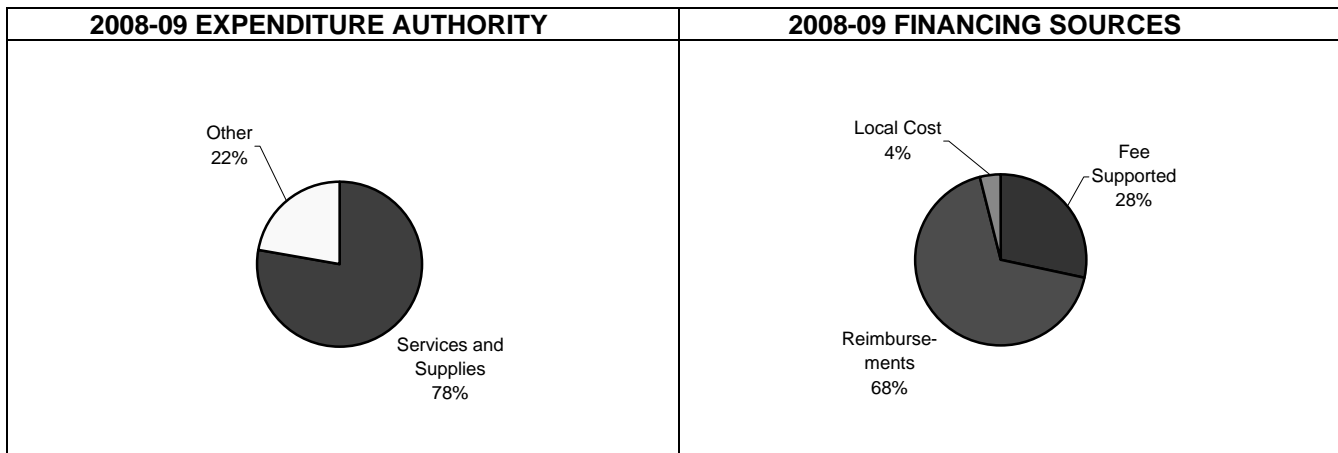 2008-09 EXPENDITURE AUTHORITY
Other
22%
Services and
Supplies
78%
2008-09 FINANCING SOURCES
Local Cost
4%
Fee
Supported
28%
Reimburse-
ments
68%